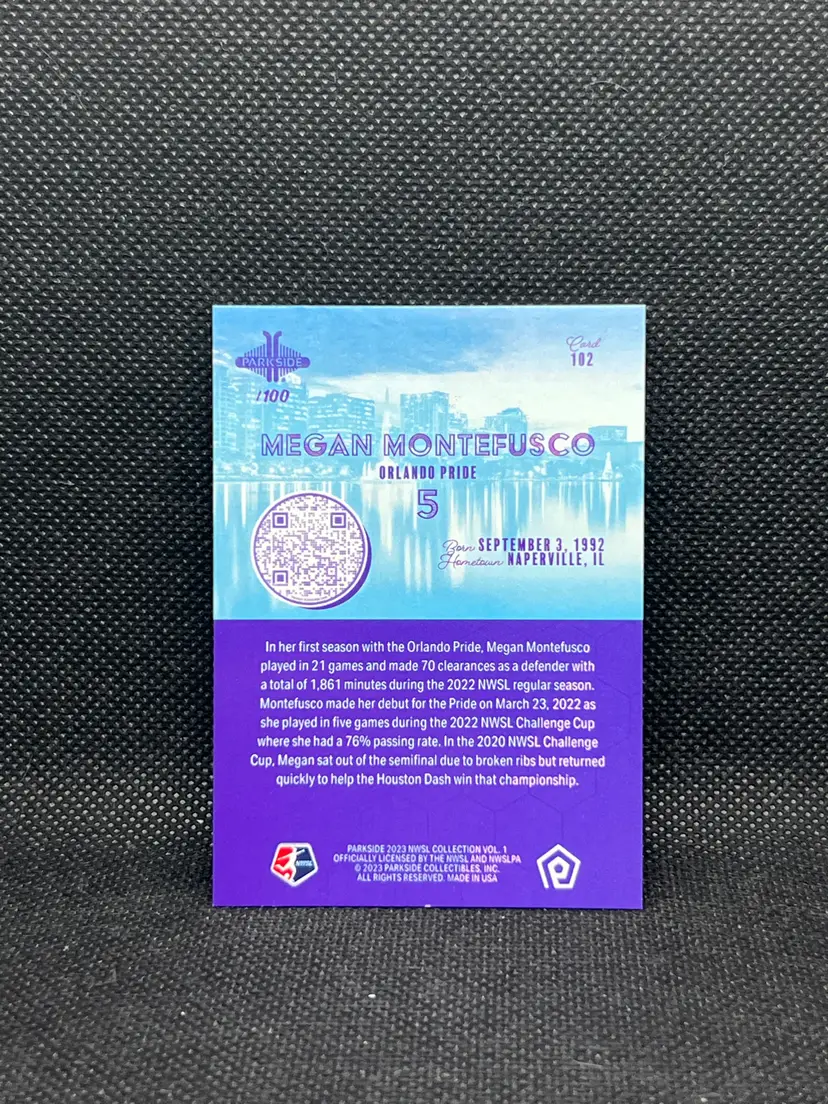 PARKSIDE
/100
Card
102
MEGAN MONTEFUSCO
ORLANDO PRIDE
5
Born SEPTEMBER 3, 1992
Hometown NAPERVILLE, IL
In her first season with the Orlando Pride, Megan Montefusco
played in 21 games and made 70 clearances as a defender with
a total of 1,861 minutes during the 2022 NWSL regular season.
Montefusco made her debut for the Pride on March 23, 2022 as
she played in five games during the 2022 NWSL Challenge Cup
where she had a 76% passing rate. In the 2020 NWSL Challenge
Cup, Megan sat out of the semifinal due to broken ribs but returned
quickly to help the Houston Dash win that championship.
NWSL
PARKSIDE 2023 NWSL COLLECTION VOL. 1
OFFICIALLY LICENSED BY THE NWSL AND NWSLPA
© 2023 PARKSIDE COLLECTIBLES, INC.
ALL RIGHTS RESERVED. MADE IN USA